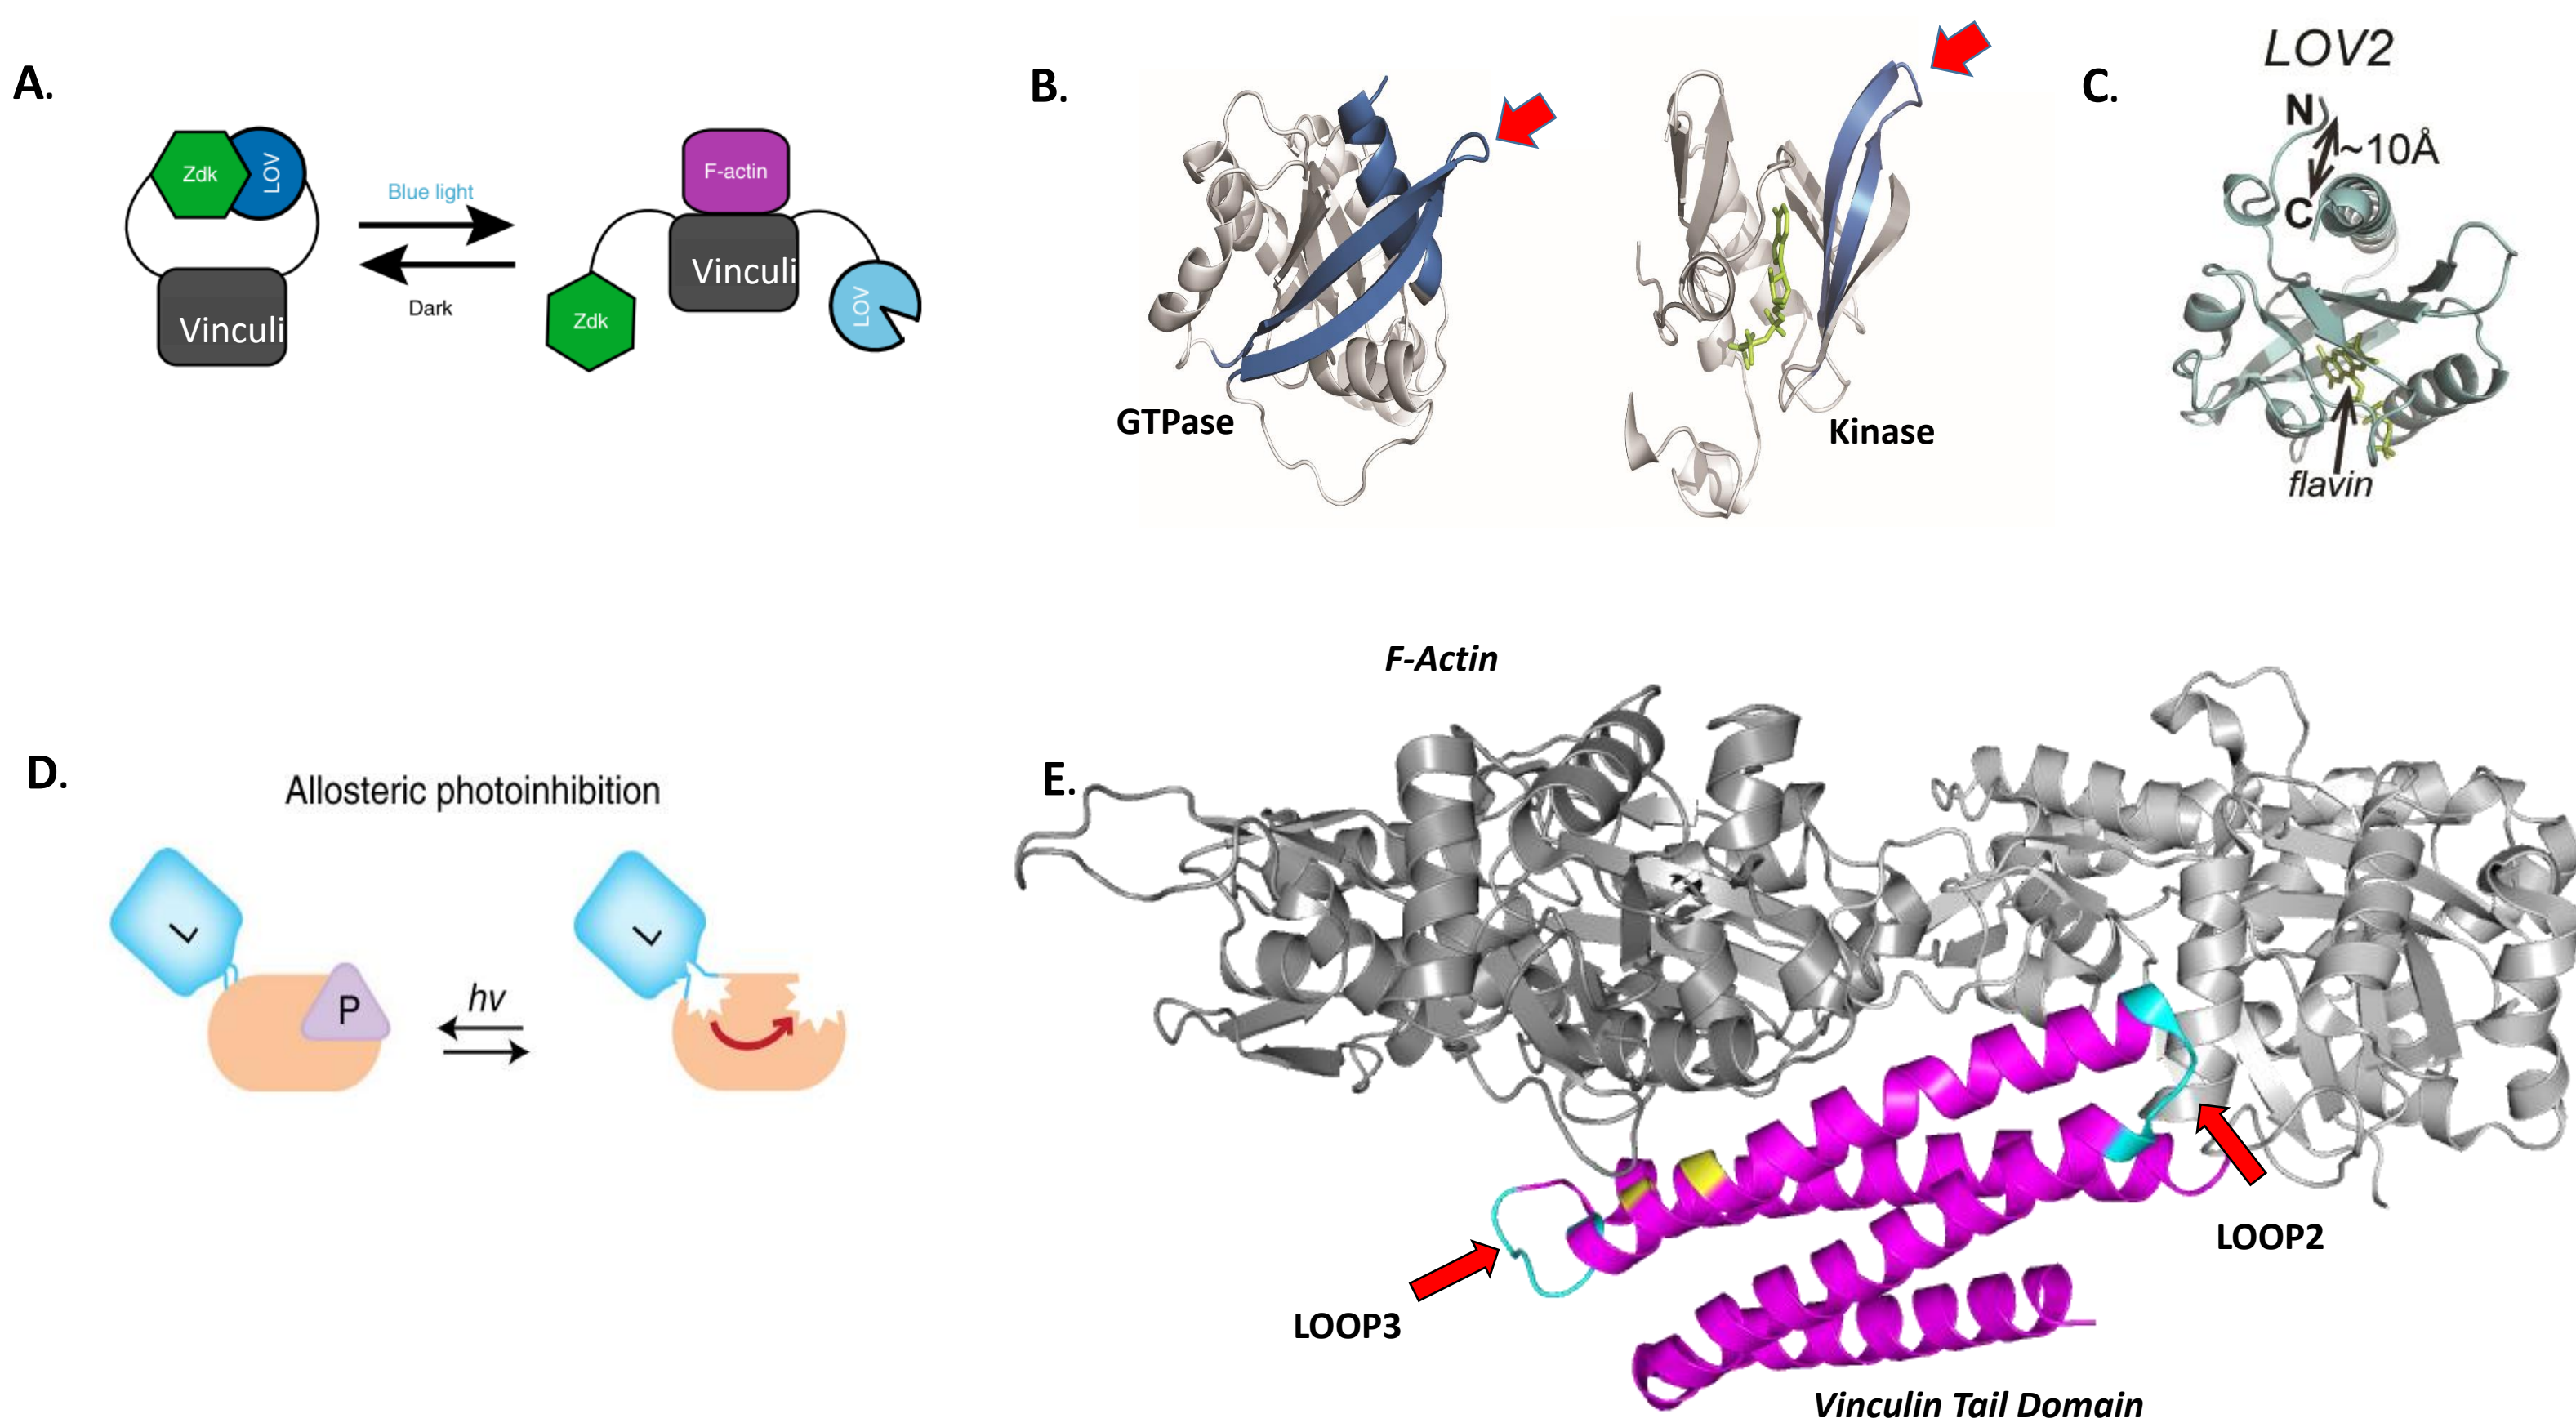 A.
Zdk
LOV
Vinculi
Blue light
Dark
F-actin
Vinculi
Zdk
LOV
B.
GTPase
Kinase
C.
LOV2
N
~10Å
C
flavin
D.
Allosteric photoinhibition
L
P
hv
L
E.
F-Actin
LOOP3
LOOP2
Vinculin Tail Domain